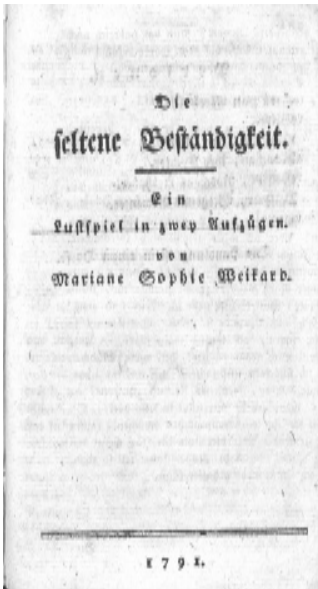 Die
seltene Beständigkeit.
Ein
Lustspiel in zwey Aufzügen.
von
Mariane Sophie Weikard.
1791.